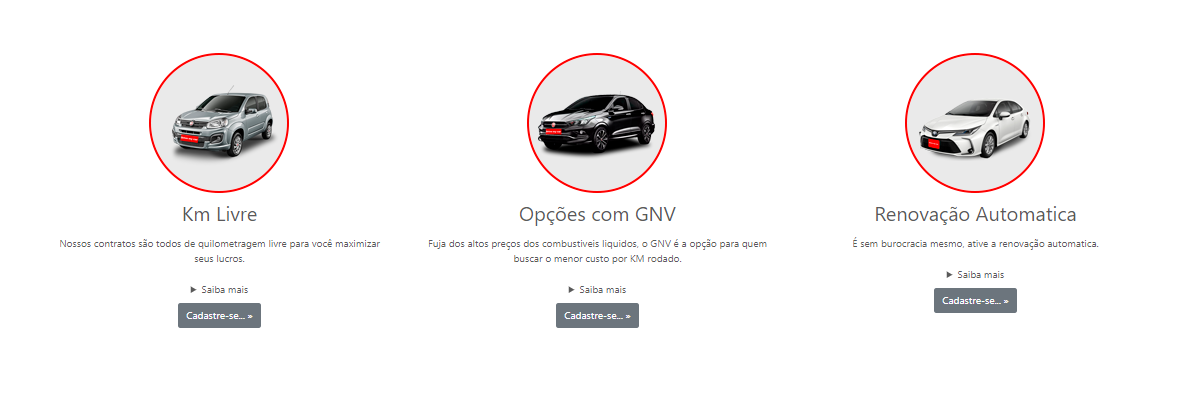 Km Livre
Nossos contratos são todos de quilometragem livre para você maximizar
seus lucros.
► Saiba mais
Cadastre-se... »
Opções com GNV
Fuja dos altos preços dos combustiveis liquidos, o GNV é a opção para quem
buscar o menor custo por KM rodado.
► Saiba mais
Cadastre-se... »
Renovação Automatica
É sem burocracia mesmo, ative a renovação automatica.
► Saiba mais
Cadastre-se... »